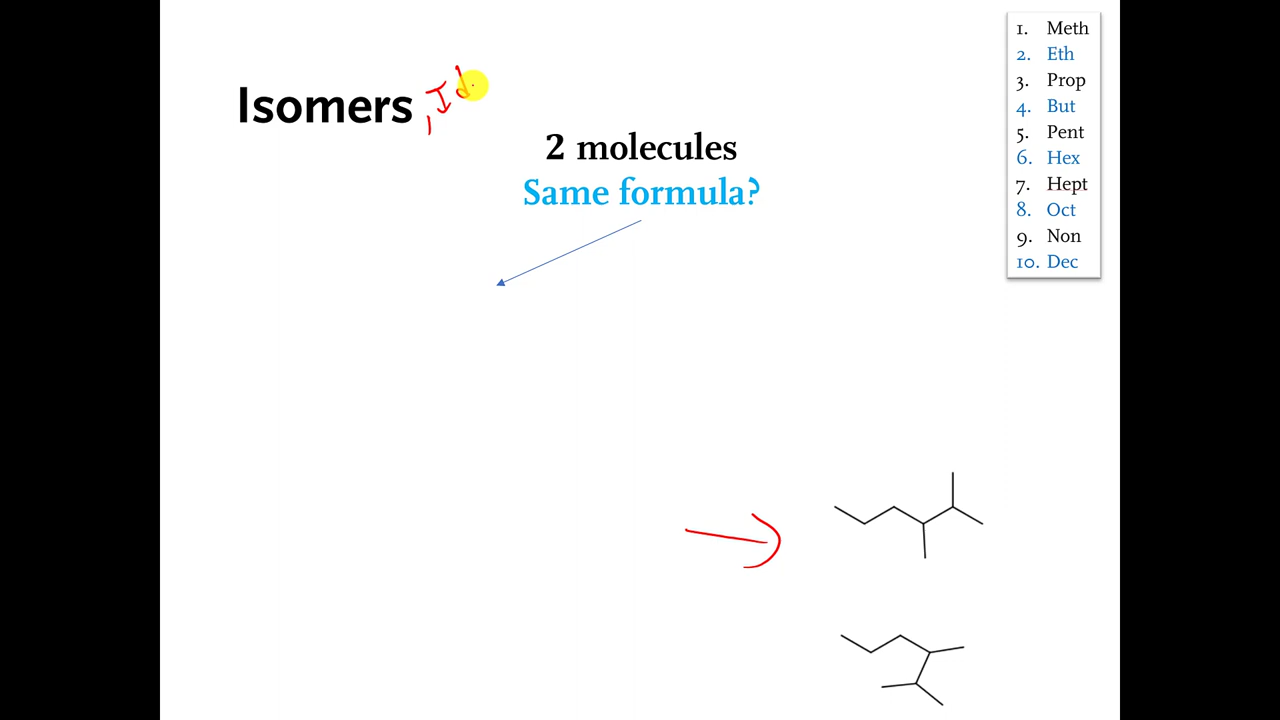 Isomers , Id
2 molecules
Same formula?
1. Meth
2. Eth
3. Prop
4. But
5. Pent
6. Hex
7. Hept
8. Oct
9. Non
10. Dec